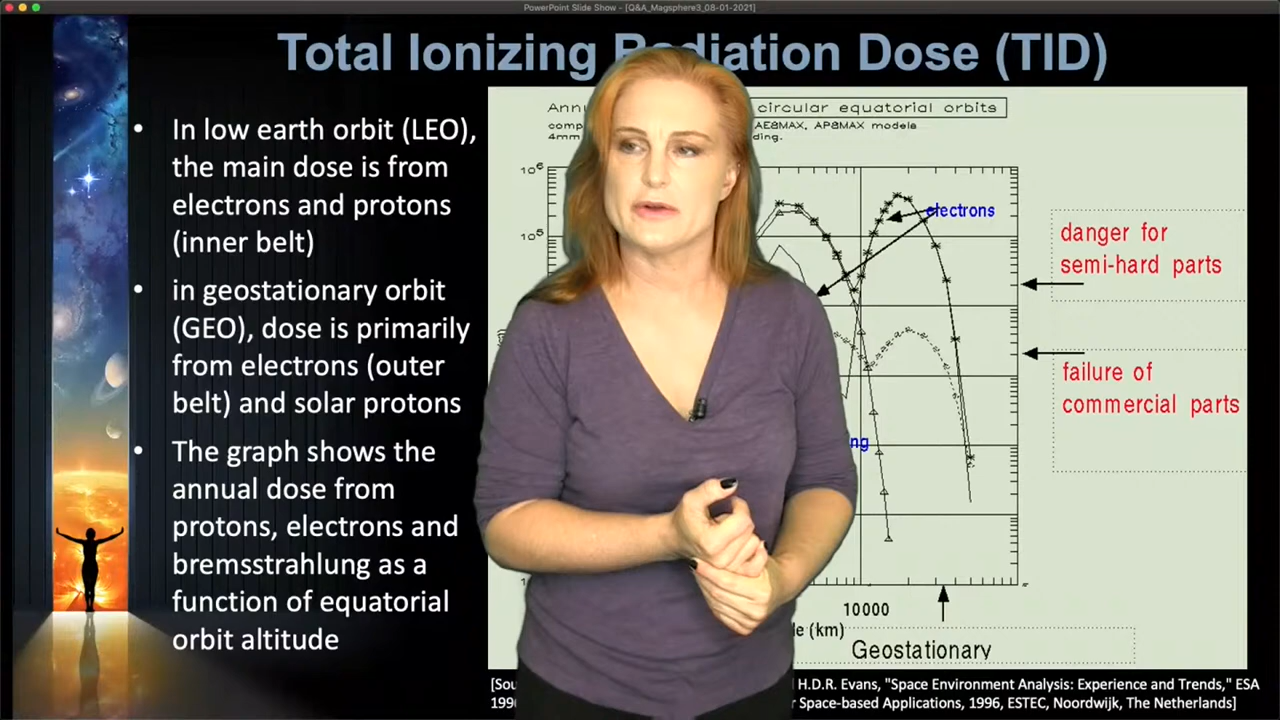 PowerPoint Slide Show - [Q&A_Magsphere3_08-01-2021]
Total Ionizing Radiation Dose (TID)
• In low earth orbit (LEO),
the main dose is from
electrons and protons
(inner belt)
• in geostationary orbit
(GEO), dose is primarily
from electrons (outer
belt) and solar protons
• The graph shows the
annual dose from
protons, electrons and
bremsstrahlung as a
function of equatorial
orbit altitude
circular equatorial orbits
AE8MAX, AP8MAX models
4mm
10⁶
10⁵
electrons
danger for
semi-hard parts
failure of
commercial parts
10000
(km)
Geostationary
H.D.R. Evans, "Space Environment Analysis: Experience and Trends," ESA
Space-based Applications, 1996, ESTEC, Noordwijk, The Netherlands]